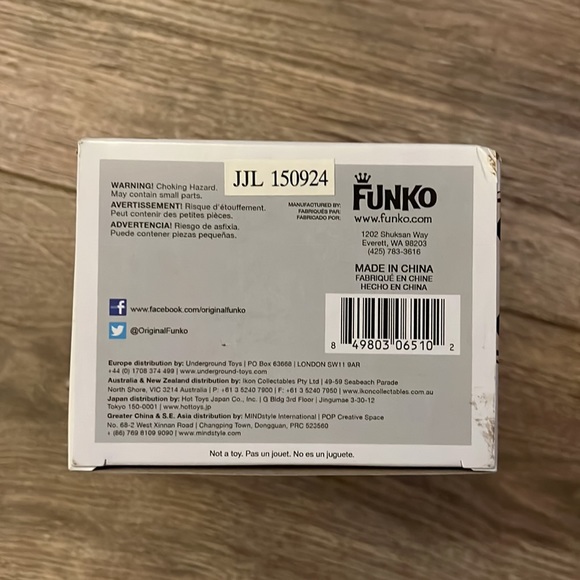 JJL 150924
WARNING! Choking Hazard.
May contain small parts.
AVERTISSEMENT! Risque d'étouffement.
Peut contenir des petites pièces.
ADVERTENCIA! Riesgo de asfixia.
Puede contener piezas pequeñas.
MANUFACTURED BY:
FABRIQUÉS PAR:
FABRICADO POR:
FUNKO
www.funko.com
1202 Shuksan Way
Everett, WA 98203
(425) 783-3616
MADE IN CHINA
FABRIQUÉ EN CHINE
HECHO EN CHINA
f www.facebook.com/originalfunko
@OriginalFunko
8 49803 06510 2
Europe distribution by: Underground Toys | PO Box 63668 | LONDON SW11 9AR
+44 (0) 1708 374 499 | www.underground-toys.com
Australia & New Zealand distribution by: Ikon Collectables Pty Ltd | 49-59 Seabeach Parade
North Shore, VIC 3214 Australia | P: +61 3 5240 7900 | F: +61 3 5240 7950 | www.ikoncollectables.com.au
Japan distribution by: Hot Toys Japan Co., Inc. | G Bldg 3rd Floor | Jingumae 3-30-12
Tokyo 150-0001 | www.hottoys.jp
Greater China & S.E. Asia distribution by: MINDstyle International | POP Creative Space
No. 68-2 West Xinnan Road | Changping Town, Dongguan, PRC 523560
+ (86) 769 8109 9090 | www.mindstyle.com
Not a toy. Pas un jouet. No es un juguete.